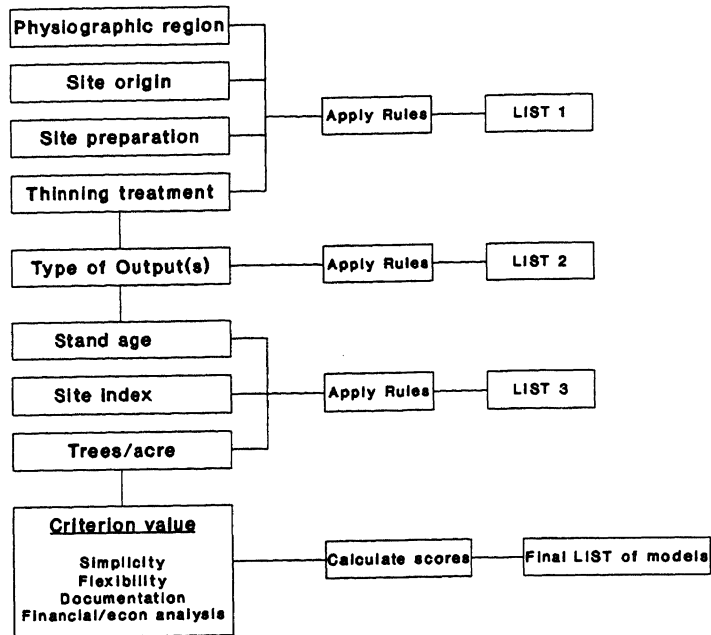 Physiographic region
Site origin
Site preparation
Thinning treatment
Apply Rules
LIST 1
Type of Output(s)
Apply Rules
LIST 2
Stand age
Site Index
Trees/acre
Apply Rules
LIST 3
Criterion value
Simplicity
Flexibility
Documentation
Financial/econ analysis
Calculate scores
Final LIST of models